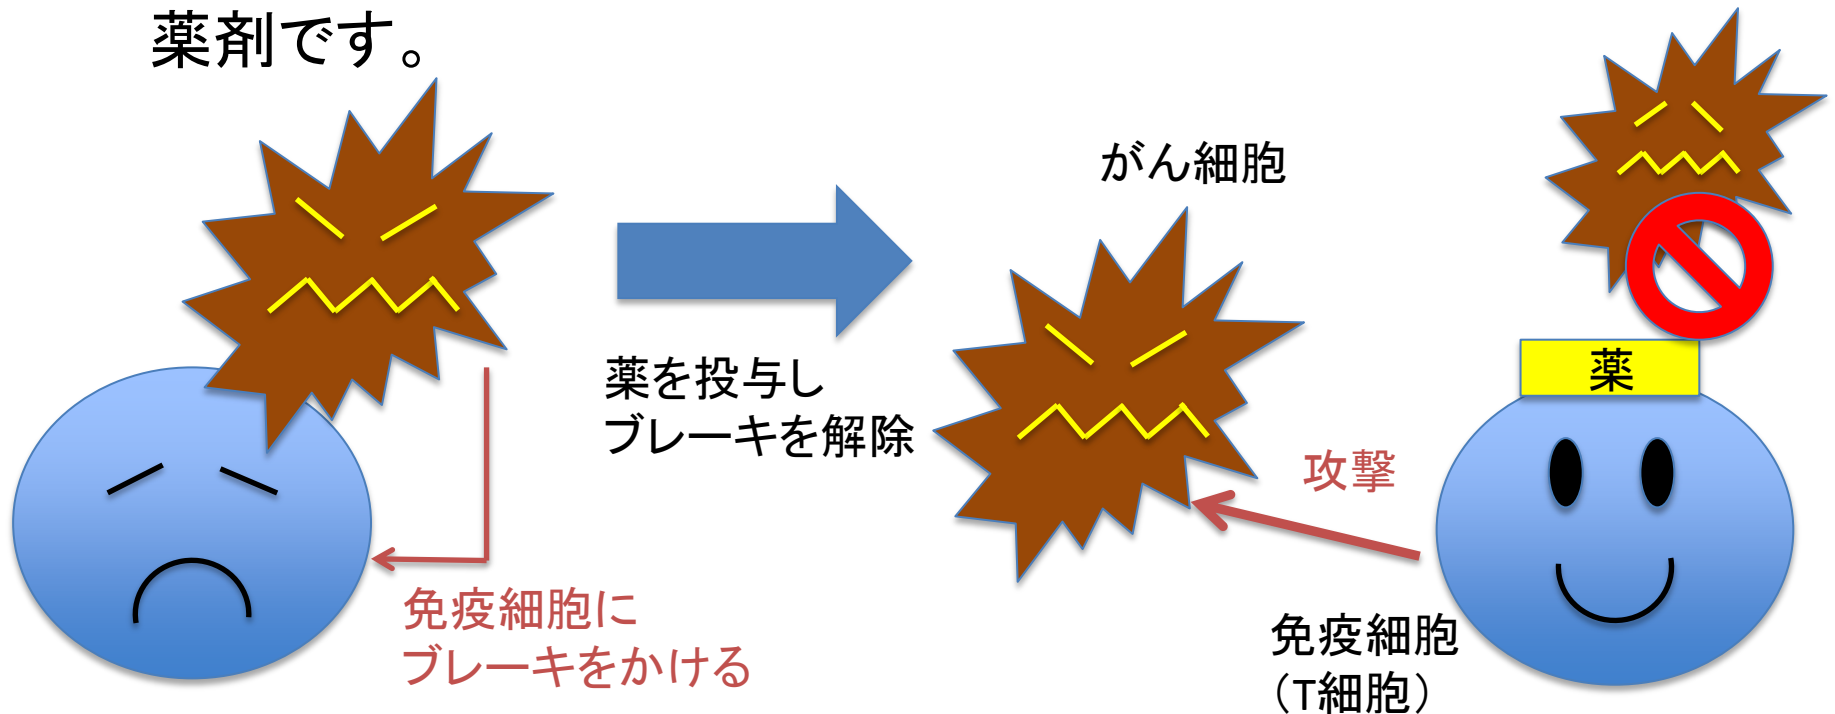 薬剤です。
がん細胞
薬
薬を投与し
ブレーキを解除
攻撃
免疫細胞に
ブレーキをかける
免疫細胞
（T細胞）